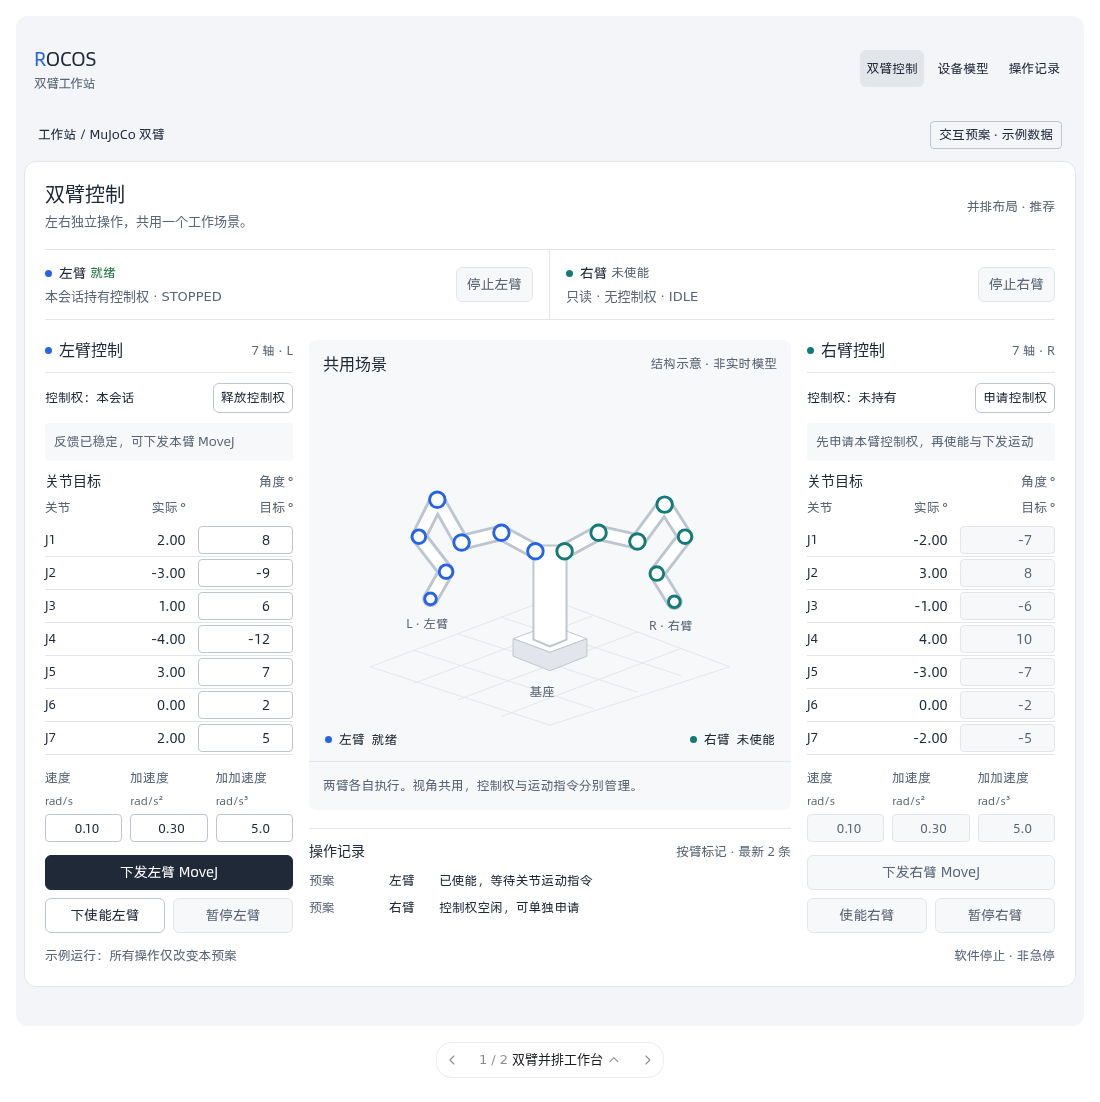 ROCOS
双臂工作站
双臂控制 设备模型 操作记录
工作站 / MuJoCo 双臂
交互预案 · 示例数据
双臂控制
左右独立操作，共用一个工作场景。
并排布局 · 推荐
左臂 就绪
本会话持有控制权 · STOPPED
停止左臂
右臂 未使能
只读 · 无控制权 · IDLE
停止右臂
左臂控制 7 轴 · L
控制权：本会话 释放控制权
反馈已稳定，可下发本臂 MoveJ
关节目标 角度 °
关节 实际 ° 目标 °
J1 2.00 8
J2 -3.00 -9
J3 1.00 6
J4 -4.00 -12
J5 3.00 7
J6 0.00 2
J7 2.00 5
速度 加速度 加加速度
rad/s rad/s² rad/s³
0.10 0.30 5.0
下发左臂 MoveJ
下使能左臂 暂停左臂
示例运行：所有操作仅改变本预案
共用场景 结构示意 · 非实时模型
L · 左臂
R · 右臂
基座
左臂 就绪 右臂 未使能
两臂各自执行。视角共用，控制权与运动指令分别管理。
操作记录 按臂标记 · 最新 2 条
预案 左臂 已使能，等待关节运动指令
预案 右臂 控制权空闲，可单独申请
右臂控制 7 轴 · R
控制权：未持有 申请控制权
先申请本臂控制权，再使能与下发运动
关节目标 角度 °
关节 实际 ° 目标 °
J1 -2.00 -7
J2 3.00 8
J3 -1.00 -6
J4 4.00 10
J5 -3.00 -7
J6 0.00 -2
J7 -2.00 -5
速度 加速度 加加速度
rad/s rad/s² rad/s³
0.10 0.30 5.0
下发右臂 MoveJ
使能右臂 暂停右臂
软件停止 · 非急停
1 / 2 双臂并排工作台